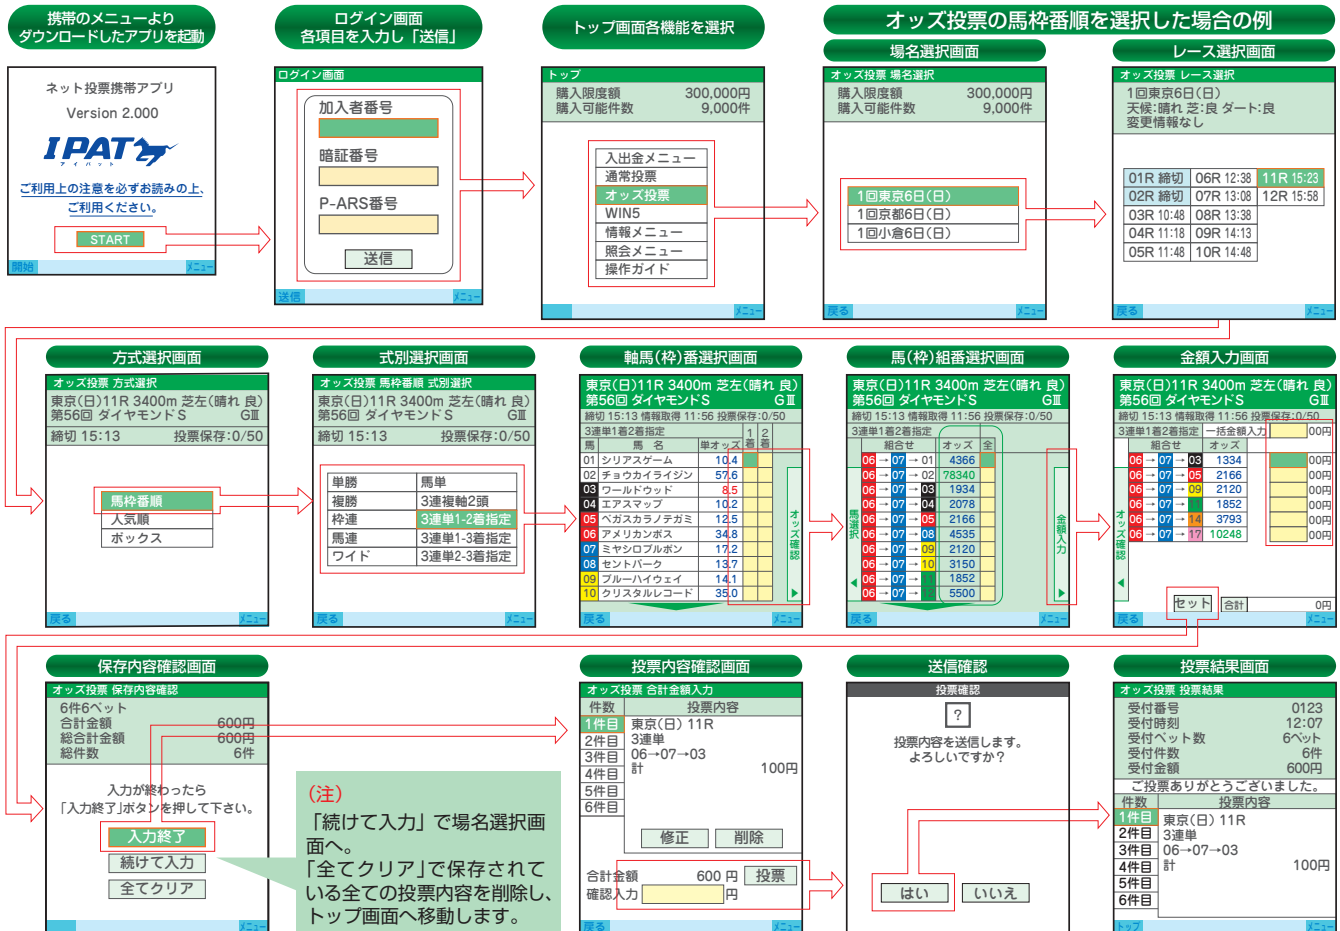 携帯のメニューより
ダウンロードしたアプリを起動
ネット投票携帯アプリ
Version 2.000
IPAT
アイパット
ご利用上の注意を必ずお読みの上、
ご利用ください。
START
開始 メニュー
ログイン画面
各項目を入力し「送信」
ログイン画面
加入者番号
暗証番号
P-ARS番号
送信
送信 メニュー
トップ画面各機能を選択
トップ
購入限度額 300,000円
購入可能件数 9,000件
入出金メニュー
通常投票
オッズ投票
WIN5
情報メニュー
照会メニュー
操作ガイド
メニュー
オッズ投票の馬枠番順を選択した場合の例
場名選択画面
オッズ投票 場名選択
購入限度額 300,000円
購入可能件数 9,000件
1回東京6日(日)
1回京都6日(日)
1回小倉6日(日)
戻る メニュー
レース選択画面
オッズ投票 レース選択
1回東京6日(日)
天候:晴れ 芝:良 ダート:良
変更情報なし
01R 締切 06R 12:38 11R 15:23
02R 締切 07R 13:08 12R 15:58
03R 10:48 08R 13:38
04R 11:18 09R 14:13
05R 11:48 10R 14:48
戻る メニュー
方式選択画面
オッズ投票 方式選択
東京(日)11R 3400m 芝左(晴れ 良)
第56回 ダイヤモンドS GⅢ
締切 15:13 投票保存:0/50
馬枠番順
人気順
ボックス
戻る メニュー
式別選択画面
オッズ投票 馬枠番順 式別選択
東京(日)11R 3400m 芝左(晴れ 良)
第56回 ダイヤモンドS GⅢ
締切 15:13 投票保存:0/50
単勝 馬単
複勝 3連複軸2頭
枠連 3連単1-2着指定
馬連 3連単1-3着指定
ワイド 3連単2-3着指定
戻る メニュー
軸馬(枠)番選択画面
東京(日)11R 3400m 芝左(晴れ 良)
第56回 ダイヤモンドS GⅢ
締切 15:13 情報取得 11:56 投票保存:0/50
3連単1着2着指定 1着 2着
馬 馬 名 単オッズ
01 シリアスゲーム 10.4
02 チョウカイライジン 57.6
03 ワールドウッド 8.5
04 エアスマップ 10.2
05 ペガスカラノテガミ 12.5
06 アメリカンボス 34.8
07 ミヤシロブルボン 17.2
08 セントパーク 13.7
09 ブルーハイウェイ 14.1
10 クリスタルレコード 35.0
オッズ確認
戻る メニュー
馬(枠)組番選択画面
東京(日)11R 3400m 芝左(晴れ 良)
第56回 ダイヤモンドS GⅢ
締切 15:13 情報取得 11:56 投票保存:0/50
3連単1着2着指定
組合せ オッズ 全
06→07→01 4366
06→07→02 78340
06→07→03 1934
06→07→04 2078
06→07→05 2166
06→07→08 4535
06→07→09 2120
06→07→10 3150
06→07→11 1852
06→07→12 5500
馬選択
金額入力
戻る メニュー
金額入力画面
東京(日)11R 3400m 芝左(晴れ 良)
第56回 ダイヤモンドS GⅢ
締切 15:13 情報取得 11:56 投票保存:0/50
3連単1着2着指定 一括金額入力 00円
組合せ オッズ
06→07→03 1334 00円
06→07→05 2166 00円
06→07→09 2120 00円
06→07→11 1852 00円
06→07→14 3793 00円
06→07→17 10248 00円
オッズ確認
セット 合計 0円
戻る メニュー
保存内容確認画面
オッズ投票 保存内容確認
6件6ベット
合計金額 600円
総合計金額 600円
総件数 6件
入力が終わったら
「入力終了」ボタンを押して下さい。
入力終了
続けて入力
全てクリア
メニュー
(注)
「続けて入力」で場名選択画
面へ。
「全てクリア」で保存されて
いる全ての投票内容を削除し、
トップ画面へ移動します。
投票内容確認画面
オッズ投票 合計金額入力
件数 投票内容
1件目 東京(日) 11R
2件目 3連単
3件目 06→07→03
4件目 計 100円
5件目
6件目
修正 削除
合計金額 600 円 投票
確認入力 円
戻る メニュー
送信確認
投票確認
?
投票内容を送信します。
よろしいですか?
はい いいえ
投票結果画面
オッズ投票 投票結果
受付番号 0123
受付時刻 12:07
受付ベット数 6ベット
受付件数 6件
受付金額 600円
ご投票ありがとうございました。
件数 投票内容
1件目 東京(日) 11R
2件目 3連単
3件目 06→07→03
4件目 計 100円
5件目
6件目
トップ メニュー